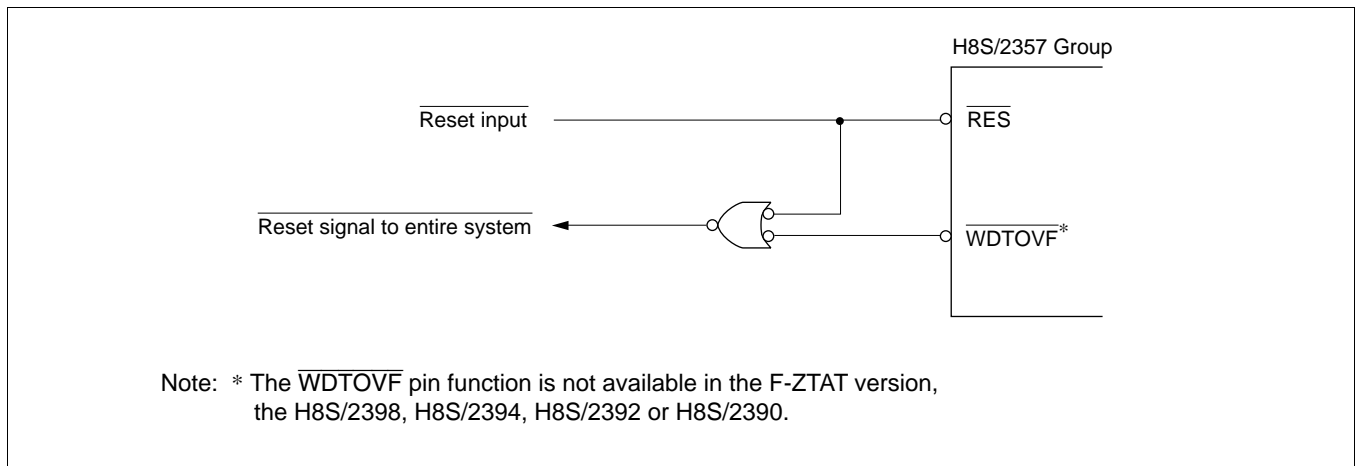 H8S/2357 Group
Reset input
RES
Reset signal to entire system
WDTOVF*
Note: * The WDTOVF pin function is not available in the F-ZTAT version,
the H8S/2398, H8S/2394, H8S/2392 or H8S/2390.